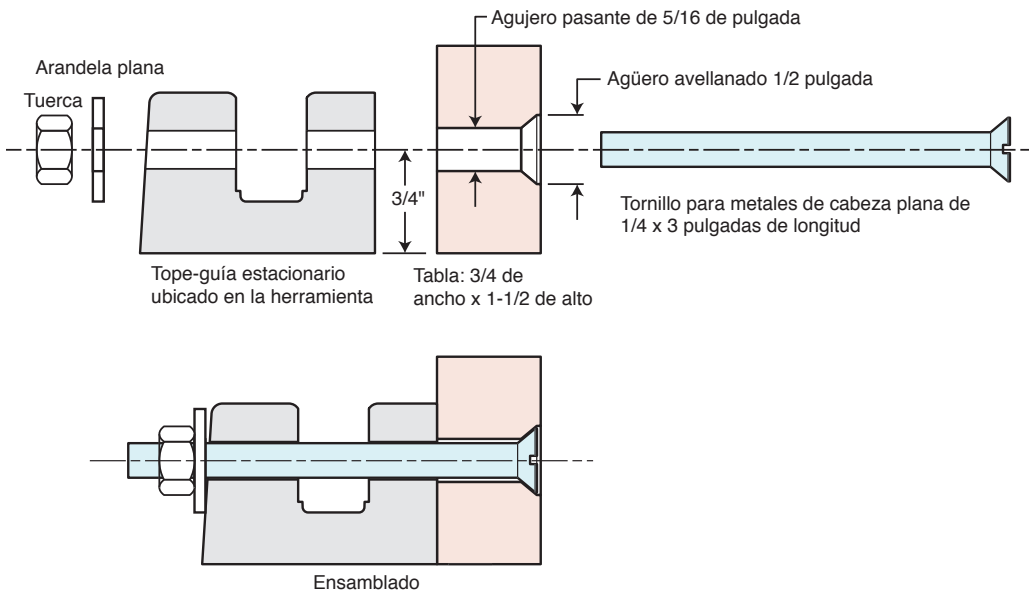 Agujero pasante de 5/16 de pulgada
Arandela plana
Agüero avellanado 1/2 pulgada
Tuerca
3/4"
Tornillo para metales de cabeza plana de
1/4 x 3 pulgadas de longitud
Tope-guía estacionario
ubicado en la herramienta
Tabla: 3/4 de
ancho x 1-1/2 de alto
Ensamblado